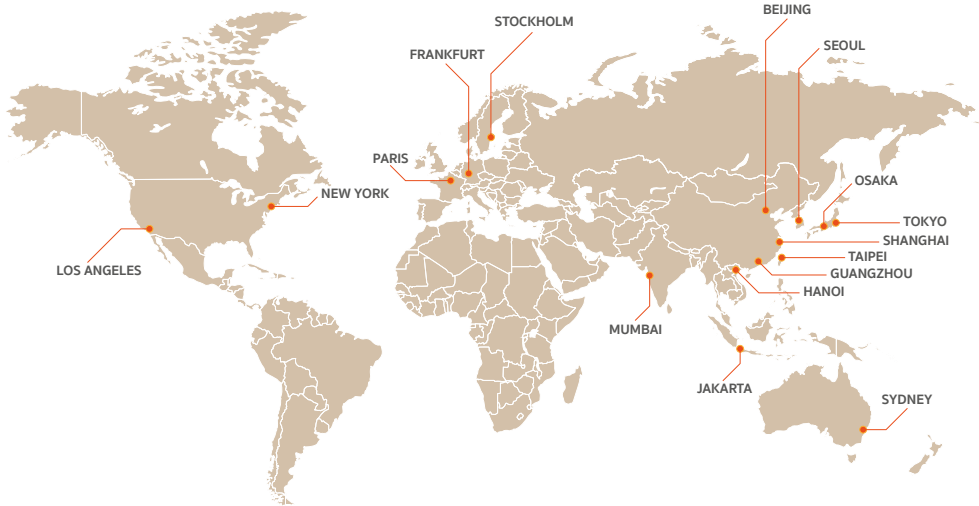 BEIJING
STOCKHOLM
SEOUL
FRANKFURT
PARIS
OSAKA
NEW YORK
TOKYO
SHANGHAI
TAIPEI
LOS ANGELES
GUANGZHOU
HANOI
MUMBAI
JAKARTA
SYDNEY